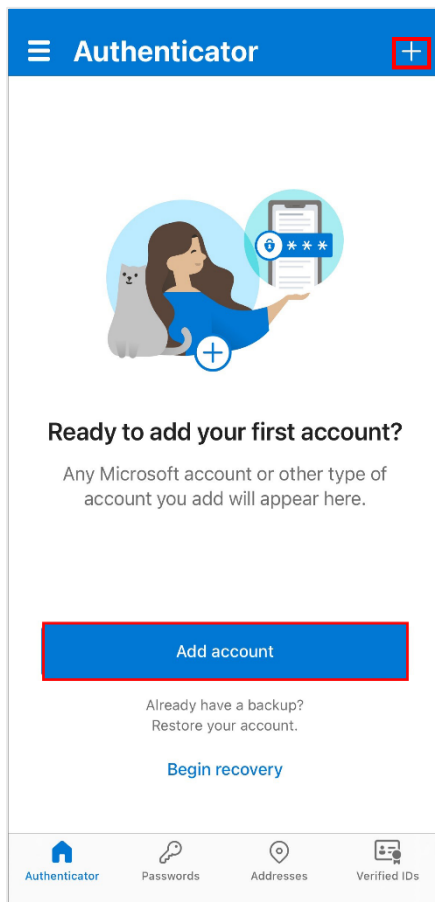 Authenticator
***
Ready to add your first account?
Any Microsoft account or other type of
account you add will appear here.
Add account
Already have a backup?
Restore your account.
Begin recovery
Authenticator Passwords Addresses Verified IDs